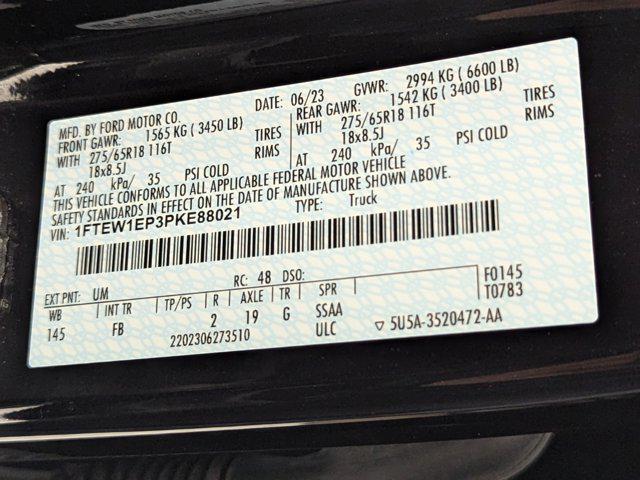 MFD. BY FORD MOTOR CO. DATE: 06/23 GVWR: 2994 KG ( 6600 LB)
FRONT GAWR: 1565 KG ( 3450 LB) REAR GAWR: 1542 KG ( 3400 LB)
WITH 275/65R18 116T TIRES WITH 275/65R18 116T TIRES
18x8.5J RIMS 18x8.5J RIMS
AT 240 kPa/ 35 PSI COLD AT 240 kPa/ 35 PSI COLD
THIS VEHICLE CONFORMS TO ALL APPLICABLE FEDERAL MOTOR VEHICLE
SAFETY STANDARDS IN EFFECT ON THE DATE OF MANUFACTURE SHOWN ABOVE.
VIN: 1FTEW1EP3PKE88021 TYPE: Truck
EXT PNT: UM RC: 48 DSO: F0145
WB INT TR TP/PS R AXLE TR SPR T0783
145 FB 2 19 G SSAA
2202306273510 ULC ▽ 5U5A-3520472-AA